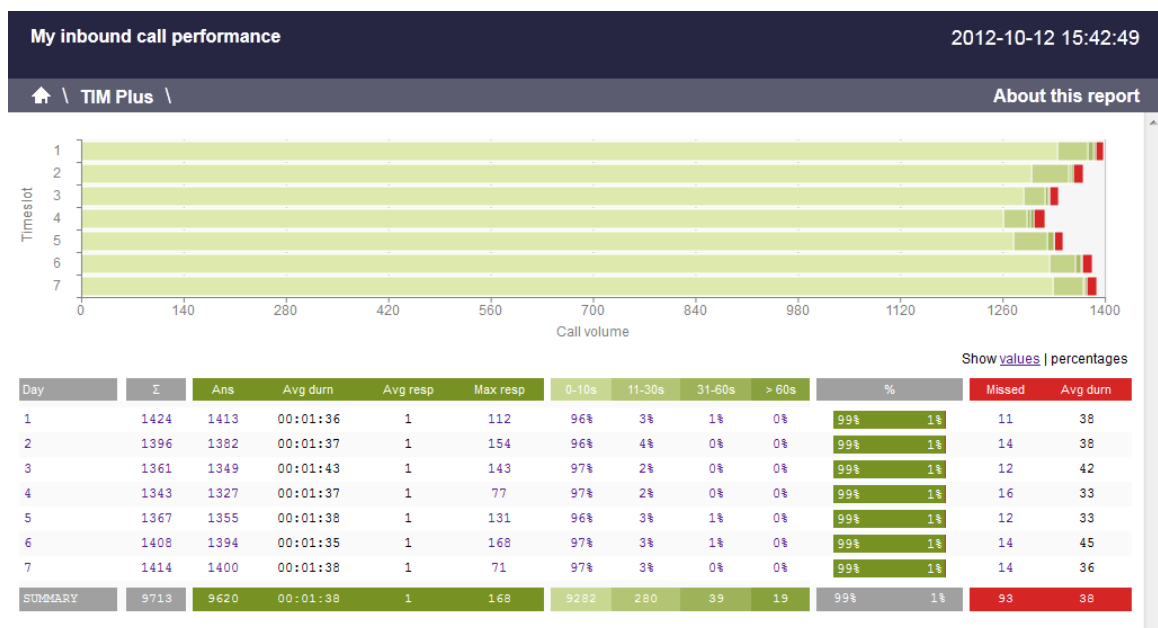 My inbound call performance 2012-10-12 15:42:49
\ TIM Plus \ About this report
Timeslot
1
2
3
4
5
6
7
0 140 280 420 560 700 840 980 1120 1260 1400
Call volume
Show values | percentages
Day Σ Ans Avg durn Avg resp Max resp 0-10s 11-30s 31-60s > 60s % Missed Avg durn
1 1424 1413 00:01:36 1 112 96% 3% 1% 0% 99% 1% 11 38
2 1396 1382 00:01:37 1 154 96% 4% 0% 0% 99% 1% 14 38
3 1361 1349 00:01:43 1 143 97% 2% 0% 0% 99% 1% 12 42
4 1343 1327 00:01:37 1 77 97% 2% 0% 0% 99% 1% 16 33
5 1367 1355 00:01:38 1 131 96% 3% 1% 0% 99% 1% 12 33
6 1408 1394 00:01:35 1 168 97% 3% 1% 0% 99% 1% 14 45
7 1414 1400 00:01:38 1 71 97% 3% 0% 0% 99% 1% 14 36
SUMMARY 9713 9620 00:01:38 1 168 9282 280 39 19 99% 1% 93 38